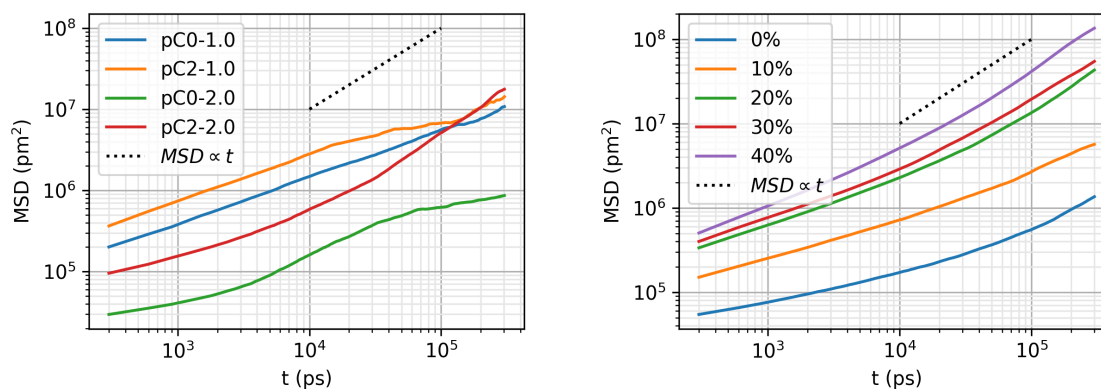 10⁸
10⁷
10⁶
10⁵
MSD (pm²)
pC0-1.0
pC2-1.0
pC0-2.0
pC2-2.0
MSD ∝ t
10³
10⁴
10⁵
t (ps)
10⁸
10⁷
10⁶
10⁵
MSD (pm²)
0%
10%
20%
30%
40%
MSD ∝ t
10³
10⁴
10⁵
t (ps)